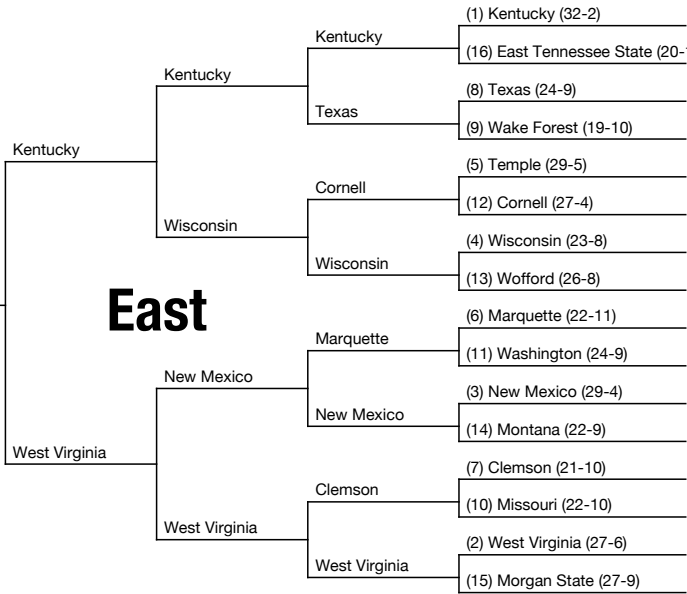 (1) Kentucky (32-2)
Kentucky
(16) East Tennessee State (20-
Kentucky
(8) Texas (24-9)
Texas
(9) Wake Forest (19-10)
Kentucky
(5) Temple (29-5)
Cornell
(12) Cornell (27-4)
Wisconsin
(4) Wisconsin (23-8)
Wisconsin
(13) Wofford (26-8)
East
(6) Marquette (22-11)
Marquette
(11) Washington (24-9)
New Mexico
(3) New Mexico (29-4)
New Mexico
(14) Montana (22-9)
West Virginia
(7) Clemson (21-10)
Clemson
(10) Missouri (22-10)
West Virginia
(2) West Virginia (27-6)
West Virginia
(15) Morgan State (27-9)